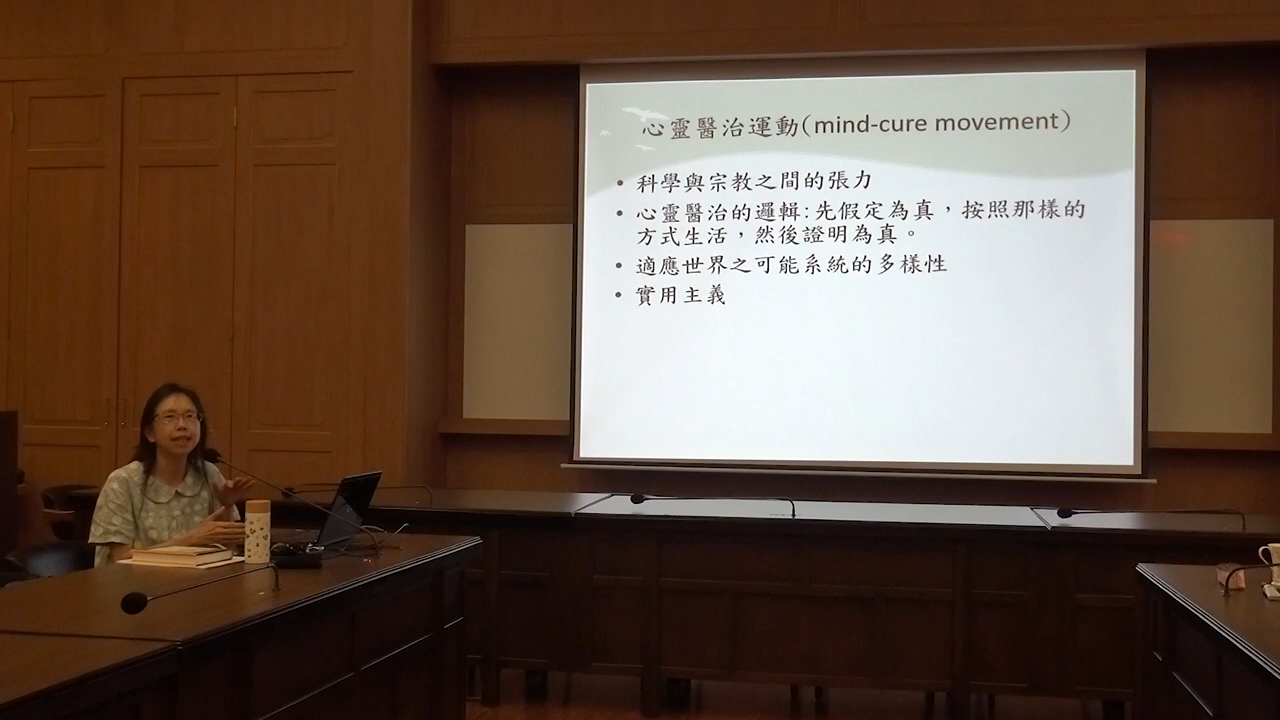 心靈醫治運動(mind-cure movement)
• 科學與宗教之間的張力
• 心靈醫治的邏輯:先假定為真，按照那樣的
方式生活，然後證明為真。
• 適應世界之可能系統的多樣性
• 實用主義